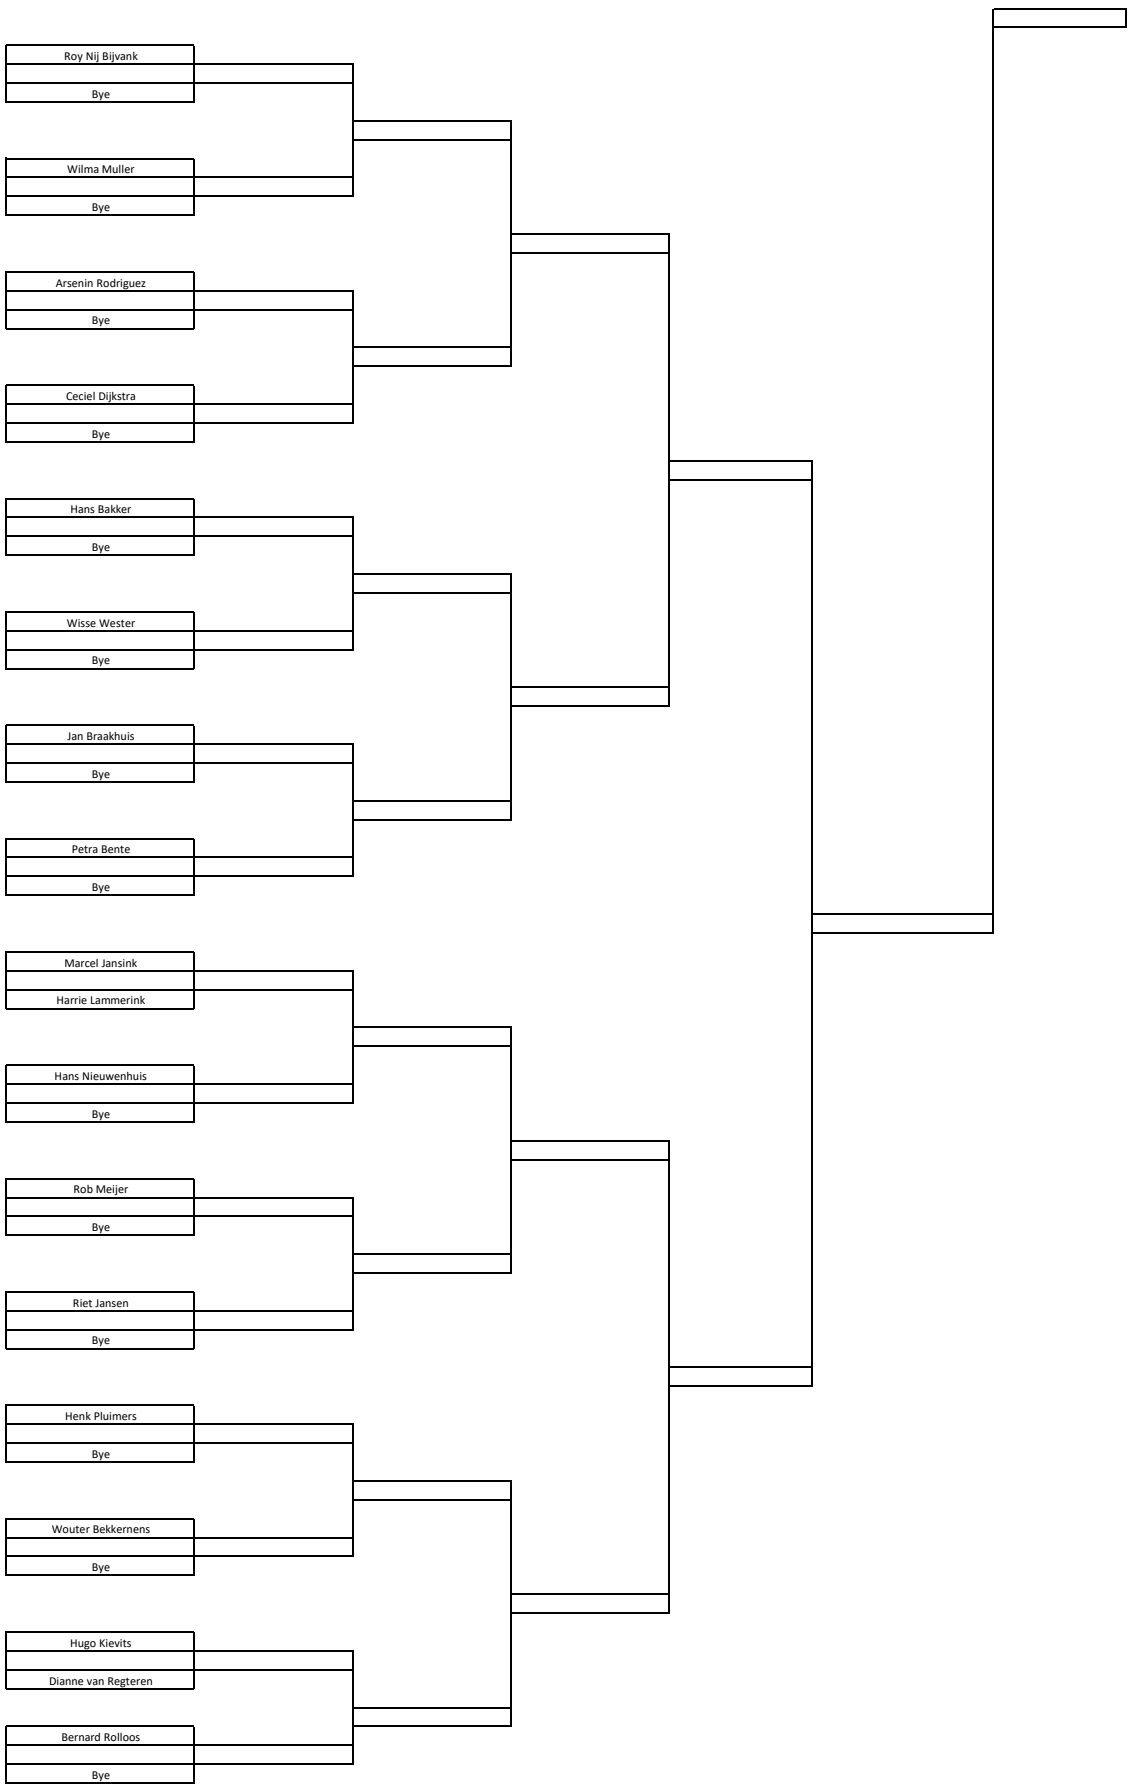 Roy Nij Bijvank
Bye
Wilma Muller
Bye
Arsenin Rodriguez
Bye
Ceciel Dijkstra
Bye
Hans Bakker
Bye
Wisse Wester
Bye
Jan Braakhuis
Bye
Petra Bente
Bye
Marcel Jansink
Harrie Lammerink
Hans Nieuwenhuis
Bye
Rob Meijer
Bye
Riet Jansen
Bye
Henk Pluimers
Bye
Wouter Bekkernens
Bye
Hugo Kievits
Dianne van Regteren
Bernard Rolloos
Bye